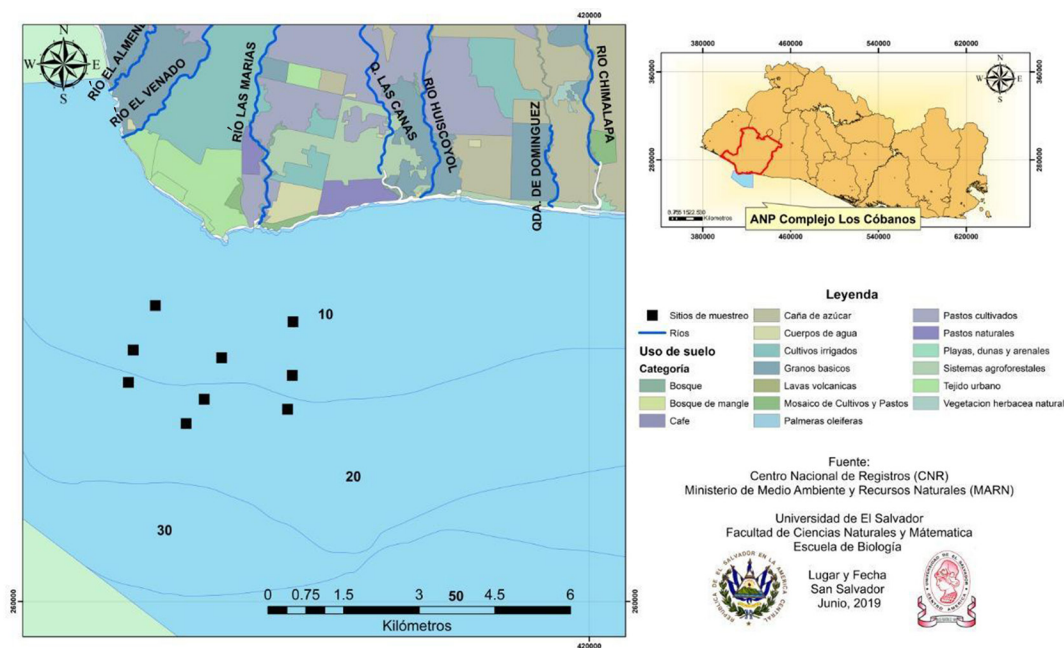 420000
N
W E
S
RÍO EL ALMEND
RÍO EL VENADO
RÍO LAS MARIAS
Q. LAS CANAS
RIO HUISCOYOL
QDA. DE DOMINGUEZ
RIO CHIMALAPA
10
20
30
50
0 0.75 1.5 3 4.5 6
Kilómetros
260000
260000
420000
380000 460000 540000 620000
360000
360000
280000
280000
N
W E
S
Kilómetros
ANP Complejo Los Cóbanos
380000 460000 540000 620000
Leyenda
Sitios de muestreo
Ríos
Uso de suelo
Categoría
Bosque
Bosque de mangle
Cafe
Caña de azúcar
Cuerpos de agua
Cultivos irrigados
Granos basicos
Lavas volcanicas
Mosaico de Cultivos y Pastos
Palmeras oleiferas
Pastos cultivados
Pastos naturales
Playas, dunas y arenales
Sistemas agroforestales
Tejido urbano
Vegetacion herbacea natural
Fuente:
Centro Nacional de Registros (CNR)
Ministerio de Medio Ambiente y Recursos Naturales (MARN)
Universidad de El Salvador
Facultad de Ciencias Naturales y Mátematica
Escuela de Biología
Lugar y Fecha
San Salvador
Junio, 2019